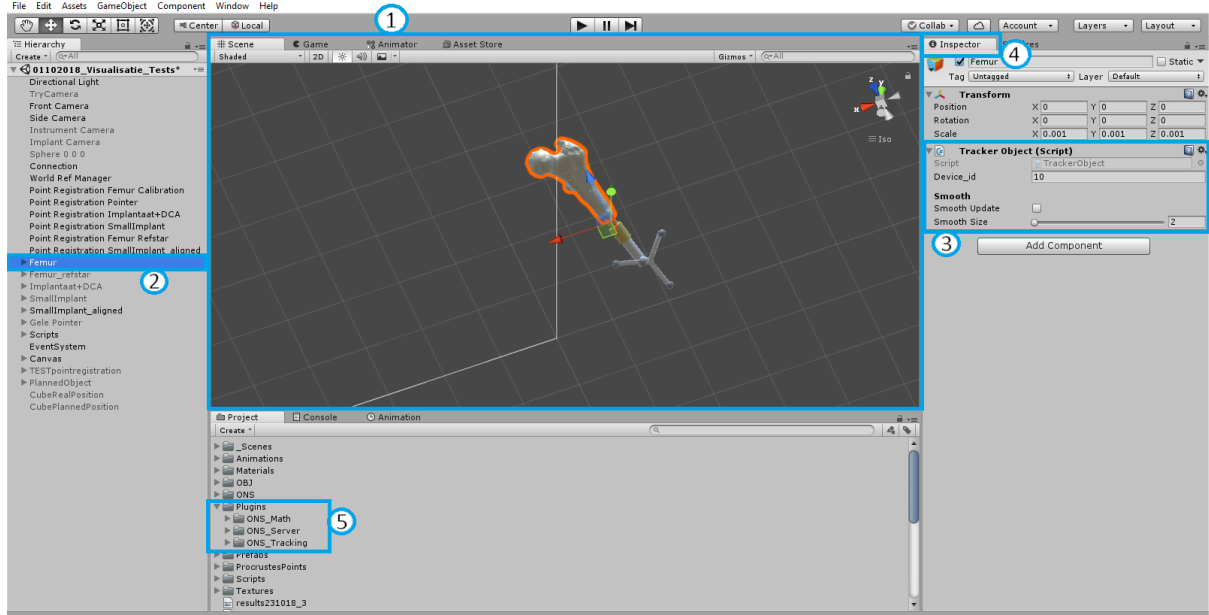 File Edit Assets GameObject Component Window Help
Center Local
Collab Account Layers Layout
1
Hierarchy
Create All
01102018_Visualisatie_Tests*
Directional Light
TryCamera
Front Camera
Side Camera
Instrument Camera
Implant Camera
Sphere 0 0 0
Connection
World Ref Manager
Point Registration Femur Calibration
Point Registration Pointer
Point Registration Implantaat+DCA
Point Registration SmallImplant
Point Registration Femur Refstar
Point Registration SmallImplant_aligned
Femur
2
Femur_refstar
Implantaat+DCA
SmallImplant
SmallImplant_aligned
Gele Pointer
Scripts
EventSystem
Canvas
TESTpointregistration
PlannedObject
CubeRealPosition
CubePlannedPosition
Scene Game Animator Asset Store
Shaded 2D Gizmos All
z y
x
Iso
Project Console Animation
Create
_Scenes
Animations
Materials
OBJ
ONS
Plugins
ONS_Math
ONS_Server
ONS_Tracking
5
Prefabs
ProcrustesPoints
Scripts
Textures
results231018_3
Inspector
4
Femur Static
Tag Untagged Layer Default
Transform
Position X 0 Y 0 Z 0
Rotation X 0 Y 0 Z 0
Scale X 0.001 Y 0.001 Z 0.001
Tracker Object (Script)
Script TrackerObject
Device_id 10
Smooth
Smooth Update
Smooth Size 2
3
Add Component